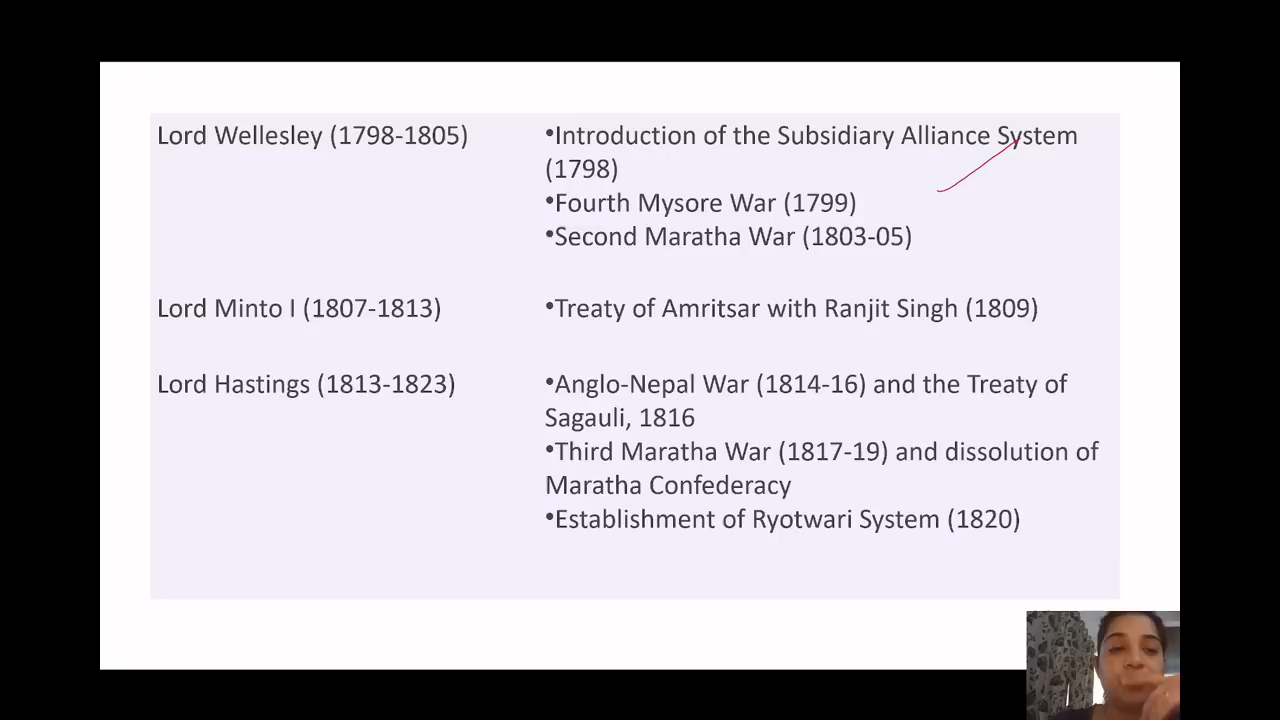 Lord Wellesley (1798-1805)
•Introduction of the Subsidiary Alliance System
(1798)
•Fourth Mysore War (1799)
•Second Maratha War (1803-05)
Lord Minto I (1807-1813)
•Treaty of Amritsar with Ranjit Singh (1809)
Lord Hastings (1813-1823)
•Anglo-Nepal War (1814-16) and the Treaty of
Sagauli, 1816
•Third Maratha War (1817-19) and dissolution of
Maratha Confederacy
•Establishment of Ryotwari System (1820)